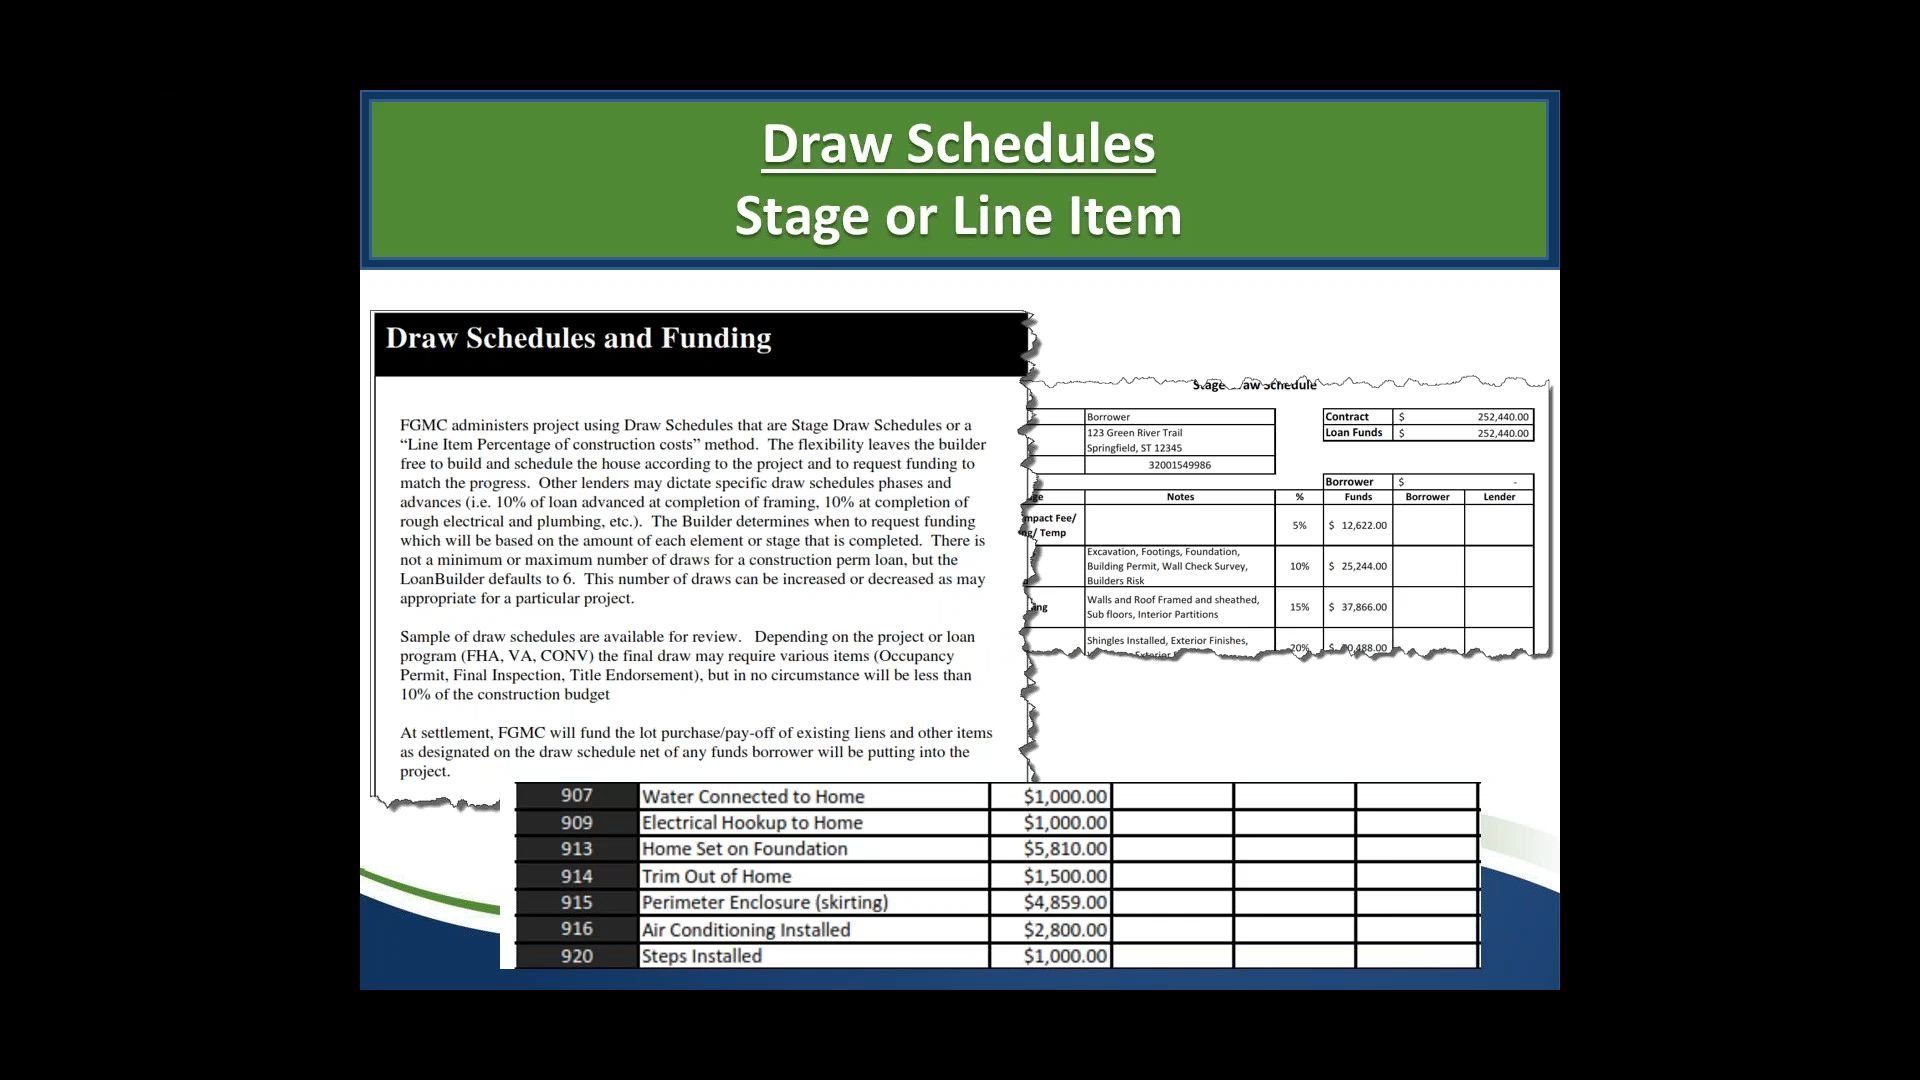 Draw Schedules
Stage or Line Item
Draw Schedules and Funding
FGMC administers project using Draw Schedules that are Stage Draw Schedules or a
“Line Item Percentage of construction costs” method. The flexibility leaves the builder
free to build and schedule the house according to the project and to request funding to
match the progress. Other lenders may dictate specific draw schedules phases and
advances (i.e. 10% of loan advanced at completion of framing, 10% at completion of
rough electrical and plumbing, etc.). The Builder determines when to request funding
which will be based on the amount of each element or stage that is completed. There is
not a minimum or maximum number of draws for a construction perm loan, but the
LoanBuilder defaults to 6. This number of draws can be increased or decreased as may
appropriate for a particular project.
Sample of draw schedules are available for review. Depending on the project or loan
program (FHA, VA, CONV) the final draw may require various items (Occupancy
Permit, Final Inspection, Title Endorsement), but in no circumstance will be less than
10% of the construction budget
At settlement, FGMC will fund the lot purchase/pay-off of existing liens and other items
as designated on the draw schedule net of any funds borrower will be putting into the
project.
Stage schedule
Borrower
123 Green River Trail
Springfield, ST 12345
32001549986
Contract $ 252,440.00
Loan Funds $ 252,440.00
Borrower $ -
Notes % Funds Borrower Lender
mpact Fee/
/ Temp
5% $ 12,622.00
Excavation, Footings, Foundation,
Building Permit, Wall Check Survey,
Builders Risk
10% $ 25,244.00
ing
Walls and Roof Framed and sheathed,
Sub floors, Interior Partitions
15% $ 37,866.00
Shingles Installed, Exterior Finishes,
20% $
907 Water Connected to Home $1,000.00
909 Electrical Hookup to Home $1,000.00
913 Home Set on Foundation $5,810.00
914 Trim Out of Home $1,500.00
915 Perimeter Enclosure (skirting) $4,859.00
916 Air Conditioning Installed $2,800.00
920 Steps Installed $1,000.00